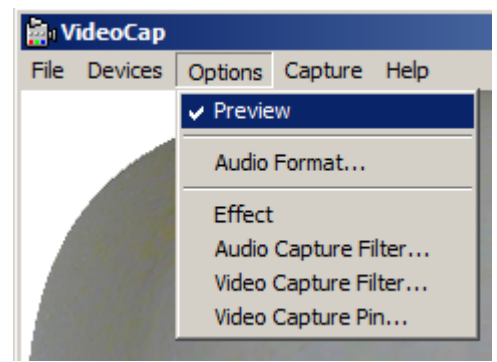 VideoCap
File Devices Options Capture Help
Preview
Audio Format...
Effect
Audio Capture Filter...
Video Capture Filter...
Video Capture Pin...